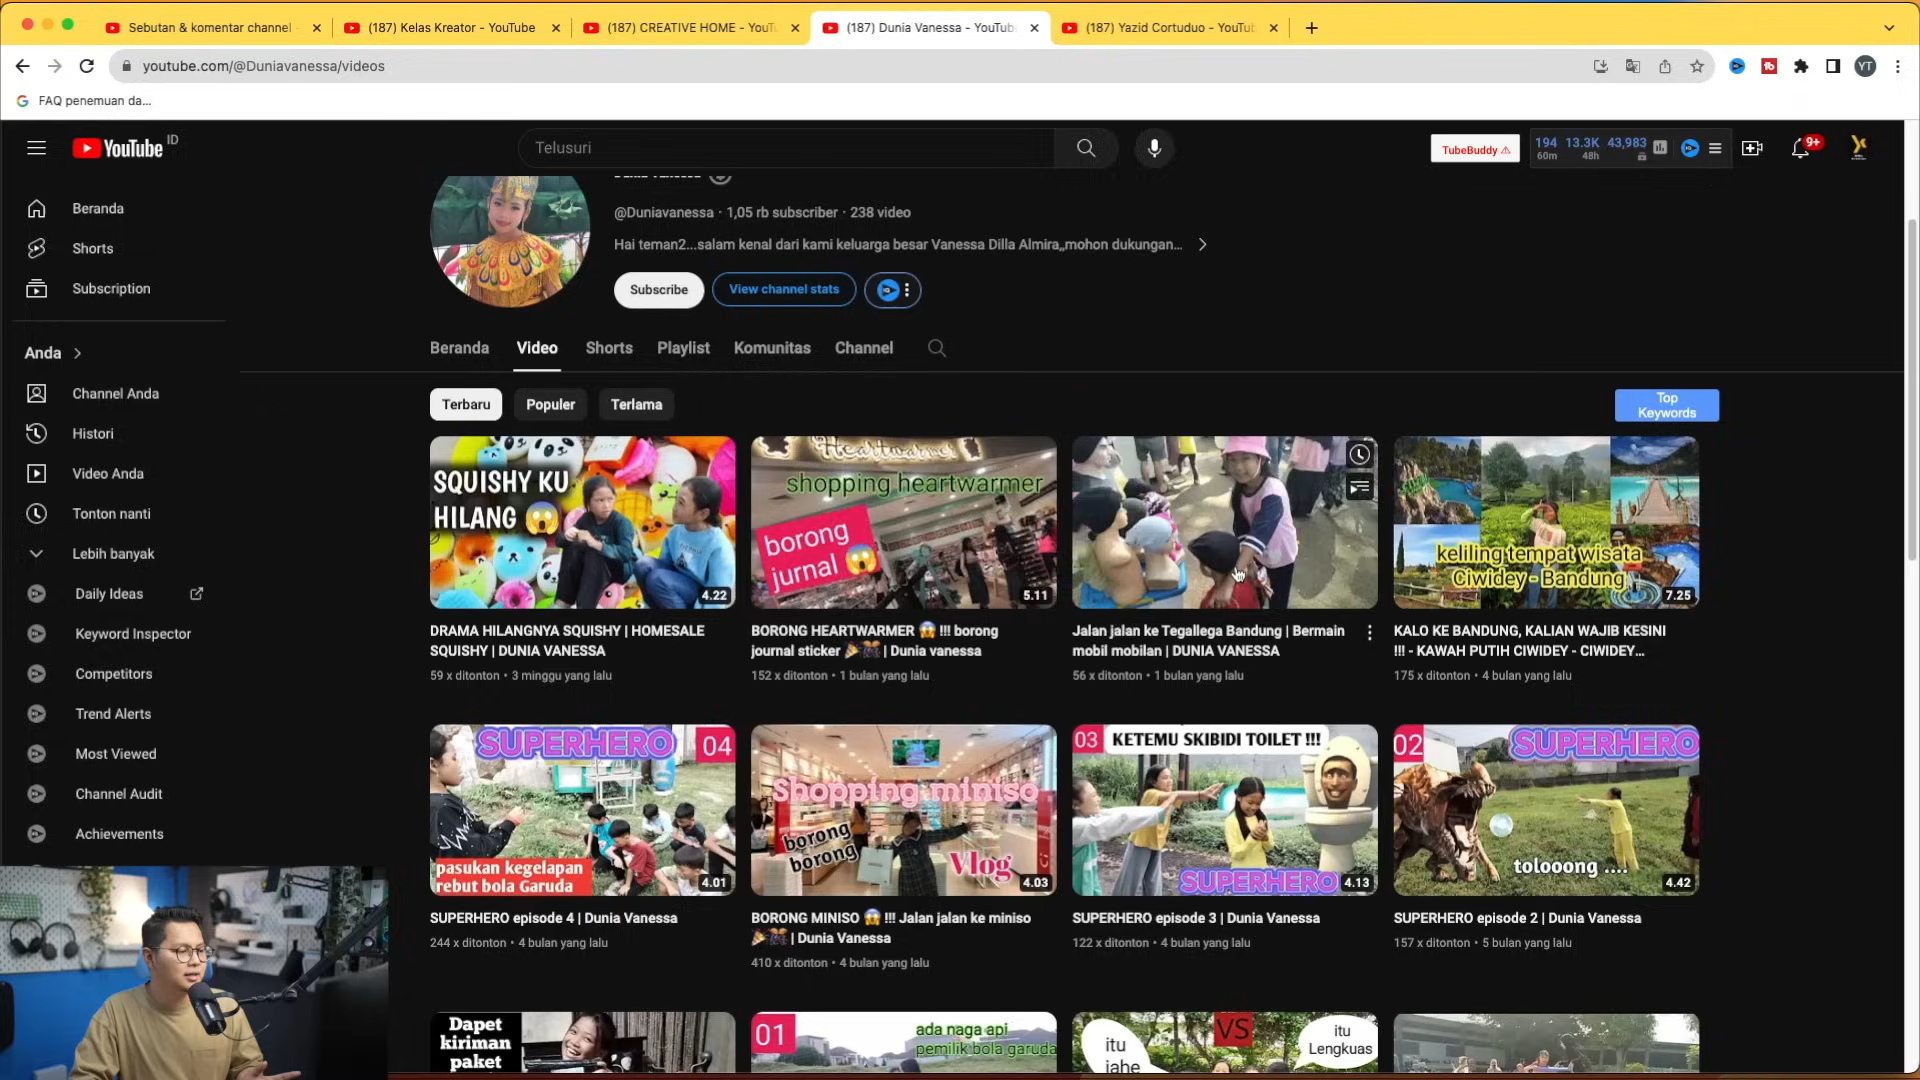 Sebutan & komentar channel
(187) Kelas Kreator - YouTube
(187) CREATIVE HOME - YouTu
(187) Dunia Vanessa - YouTube
(187) Yazid Cortuduo - YouTub
youtube.com/@Duniavanessa/videos
YT
FAQ penemuan da...
YouTube ID
Telusuri
TubeBuddy
194 13.3K 43,983
60m 48h
9+
Beranda
Shorts
Subscription
Anda
Channel Anda
Histori
Video Anda
Tonton nanti
Lebih banyak
Daily Ideas
Keyword Inspector
Competitors
Trend Alerts
Most Viewed
Channel Audit
Achievements
@Duniavanessa · 1,05 rb subscriber · 238 video
Hai teman2...salam kenal dari kami keluarga besar Vanessa Dilla Almira,,mohon dukungan...
Subscribe
View channel stats
Beranda Video Shorts Playlist Komunitas Channel
Terbaru Populer Terlama
Top
Keywords
SQUISHY KU
HILANG
4.22
DRAMA HILANGNYA SQUISHY | HOMESALE
SQUISHY | DUNIA VANESSA
59 x ditonton • 3 minggu yang lalu
Heartwarmer
shopping heartwarmer
borong
jurnal
5.11
BORONG HEARTWARMER 😱 !!! borong
journal sticker | Dunia vanessa
152 x ditonton • 1 bulan yang lalu
Jalan jalan ke Tegallega Bandung | Bermain
mobil mobilan | DUNIA VANESSA
56 x ditonton • 1 bulan yang lalu
keliling tempat wisata
Ciwidey - Bandung
7.25
KALO KE BANDUNG, KALIAN WAJIB KESINI
!!! - KAWAH PUTIH CIWIDEY - CIWIDEY...
175 x ditonton • 4 bulan yang lalu
SUPERHERO 04
pasukan kegelapan
rebut bola Garuda
4.01
SUPERHERO episode 4 | Dunia Vanessa
244 x ditonton • 4 bulan yang lalu
Shopping miniso
borong
borong
Vlog
4.03
BORONG MINISO 😱 !!! Jalan jalan ke miniso
| Dunia Vanessa
410 x ditonton • 4 bulan yang lalu
03 KETEMU SKIBIDI TOILET !!!
SUPERHERO
4.13
SUPERHERO episode 3 | Dunia Vanessa
122 x ditonton • 4 bulan yang lalu
02 SUPERHERO
tolooong ....
4.42
SUPERHERO episode 2 | Dunia Vanessa
157 x ditonton • 5 bulan yang lalu
Dapet
kiriman
paket
01
ada naga api
pemilik bola garuda
itu
jahe
VS
itu
Lengkuas